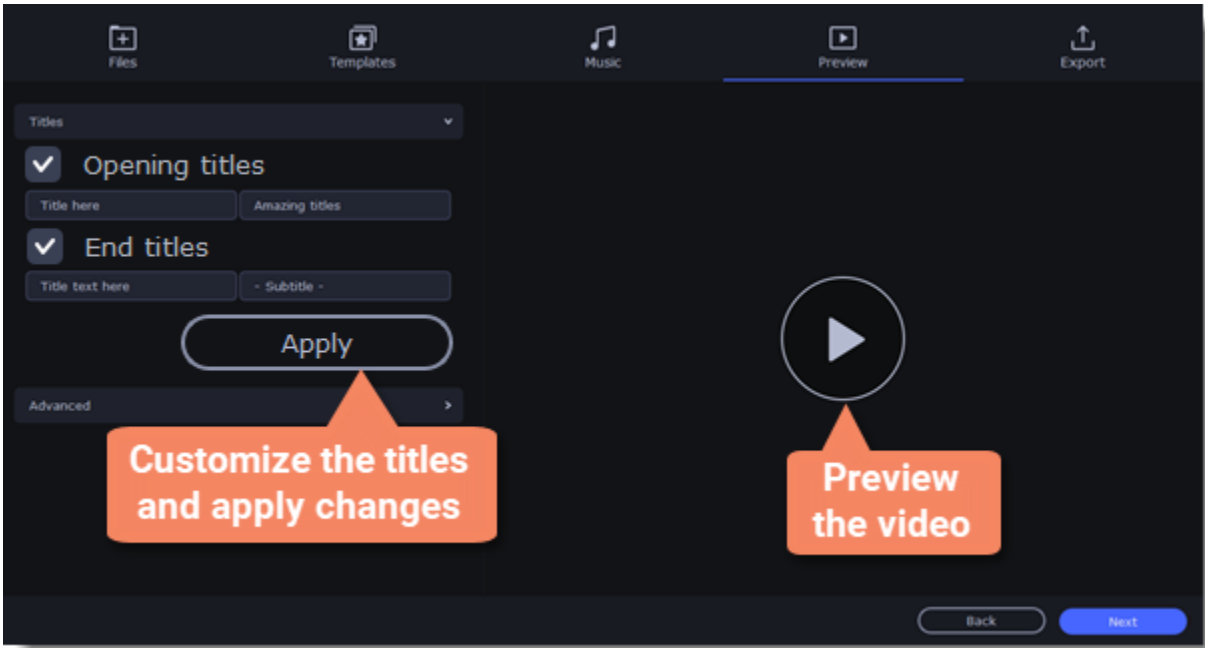 Files
Templates
Music
Preview
Export
Titles
Opening titles
Title here
Amazing titles
End titles
Title text here
- Subtitle -
Apply
Advanced
Customize the titles
and apply changes
Preview
the video
Back
Next